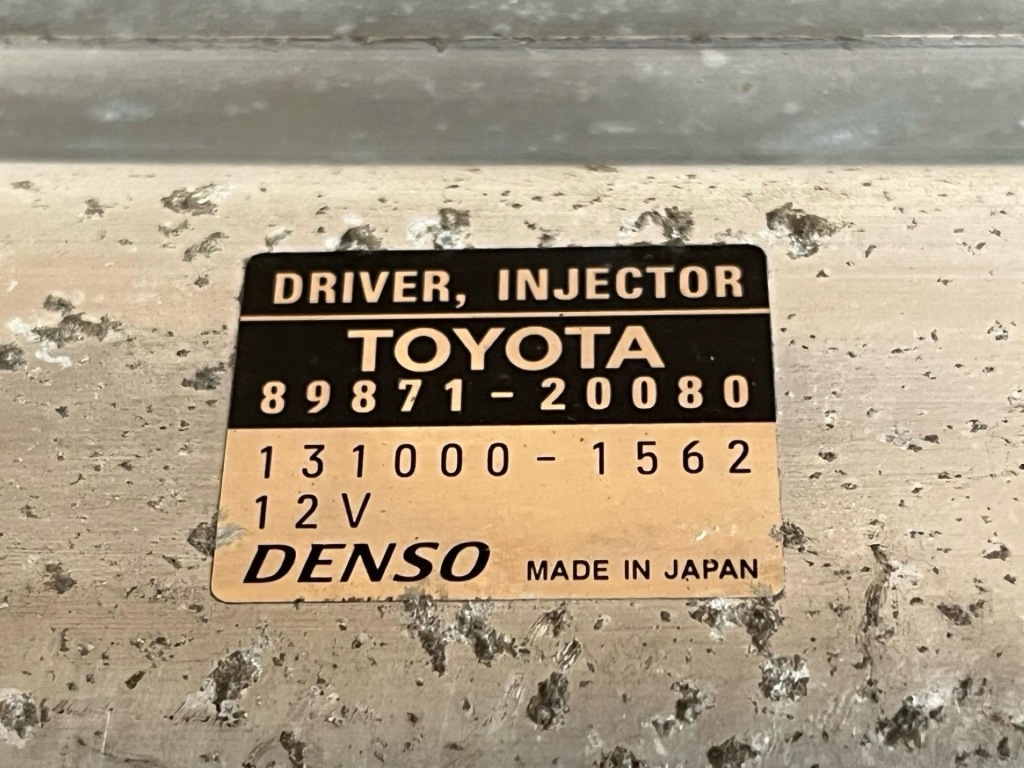 DRIVER, INJECTOR
TOYOTA
89871-20080
131000-1562
12V
DENSO MADE IN JAPAN